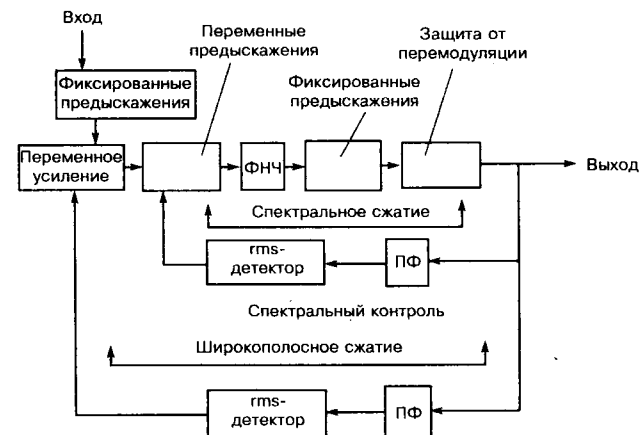 Вход
Переменные
предыскажения
Защита от
перемодуляции
Фиксированные
предыскажения
Фиксированные
предыскажения
Переменное
усиление
ФНЧ
Выход
Спектральное сжатие
rms-
детектор
ПФ
Спектральный контроль
Широкополосное сжатие
rms-
детектор
ПФ